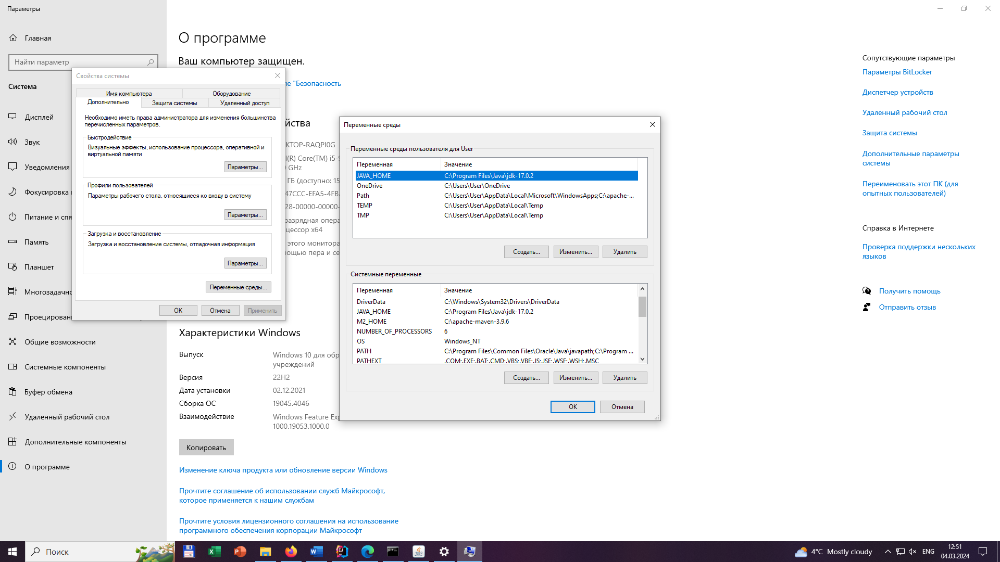 Параметры
Главная
Найти параметр
Система
Дисплей
Звук
Уведомления
Фокусировка
Питание и спя
Память
Планшет
Многозадачно
Проецирован
Общие возможности
Системные компоненты
Буфер обмена
Удаленный рабочий стол
Дополнительные компоненты
О программе
О программе
Ваш компьютер защищен.
ле "Безопасность
йства
KTOP-RAQPI0G
l(R) Core(TM) i5-9
GHz
ГБ (доступно: 15
47CCC-EFA5-4FB
28-00000-00000-
разрядная опера
цессор x64
этого монитора
ощью пера и се
Характеристики Windows
Выпуск
Windows 10 для обр
учреждений
Версия
22H2
Дата установки
02.12.2021
Сборка ОС
19045.4046
Взаимодействие
Windows Feature Exp
1000.19053.1000.0
Копировать
Изменение ключа продукта или обновление версии Windows
Прочтите соглашение об использовании служб Майкрософт,
которое применяется к нашим службам
Прочтите условия лицензионного соглашения на использование
программного обеспечения корпорации Майкрософт
Свойства системы
Имя компьютера
Оборудование
Дополнительно
Защита системы
Удаленный доступ
Необходимо иметь права администратора для изменения большинства
перечисленных параметров.
Быстродействие
Визуальные эффекты, использование процессора, оперативной и
виртуальной памяти
Параметры...
Профили пользователей
Параметры рабочего стола, относящиеся ко входу в систему
Параметры...
Загрузка и восстановление
Загрузка и восстановление системы, отладочная информация
Параметры...
Переменные среды...
ОК
Отмена
Применить
Переменные среды
Переменные среды пользователя для User
Переменная Значение
JAVA_HOME C:\Program Files\Java\jdk-17.0.2
OneDrive C:\Users\User\OneDrive
Path C:\Users\User\AppData\Local\Microsoft\WindowsApps;C:\apache-...
TEMP C:\Users\User\AppData\Local\Temp
TMP C:\Users\User\AppData\Local\Temp
Создать... Изменить... Удалить
Системные переменные
Переменная Значение
DriverData C:\Windows\System32\Drivers\DriverData
JAVA_HOME C:\Program Files\Java\jdk-17.0.2
M2_HOME C:\apache-maven-3.9.6
NUMBER_OF_PROCESSORS 6
OS Windows_NT
PATH C:\Program Files\Common Files\Oracle\Java\javapath;C:\Program ...
PATHEXT .COM;.EXE;.BAT;.CMD;.VBS;.VBE;.JS;.JSE;.WSF;.WSH;.MSC
Создать... Изменить... Удалить
ОК Отмена
Сопутствующие параметры
Параметры BitLocker
Диспетчер устройств
Удаленный рабочий стол
Защита системы
Дополнительные параметры
системы
Переименовать этот ПК (для
опытных пользователей)
Справка в Интернете
Проверка поддержки нескольких
языков
Получить помощь
Отправить отзыв
Поиск
4°C Mostly cloudy
ENG
12:51
04.03.2024